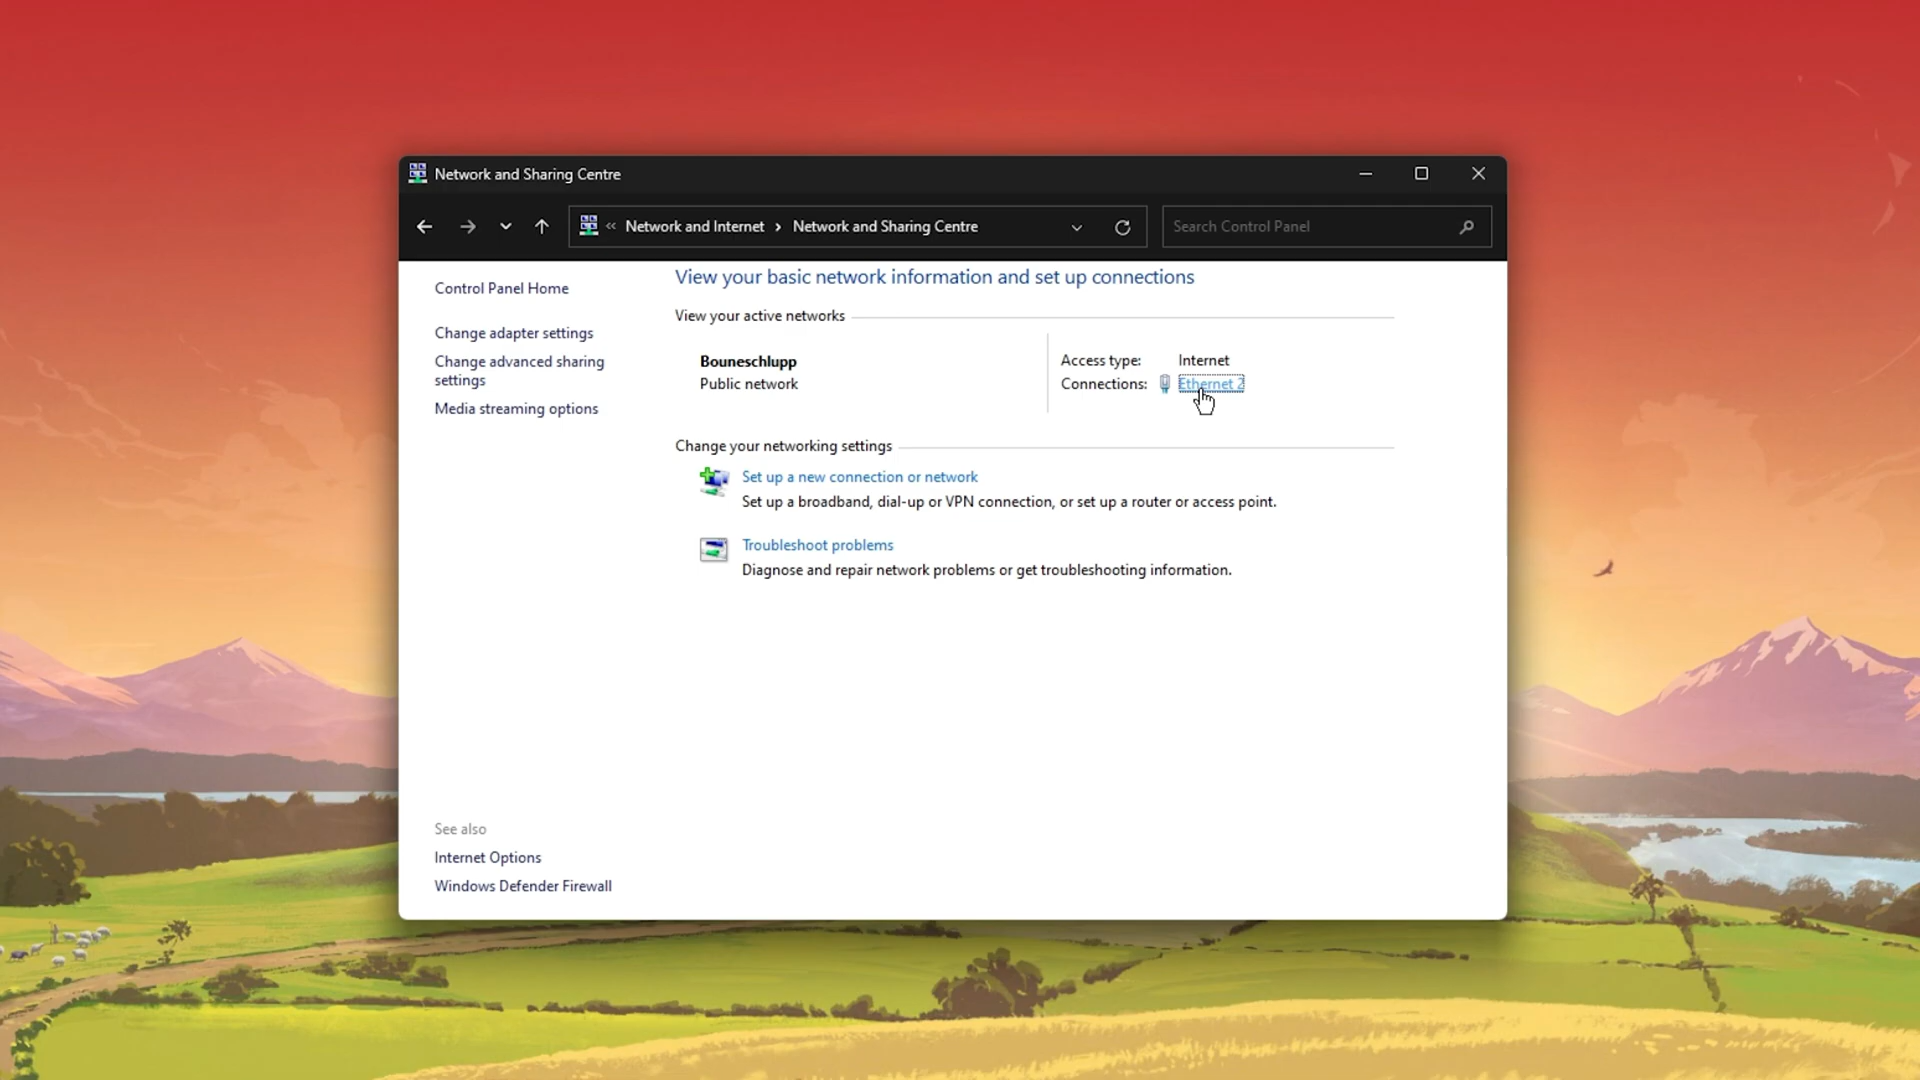 Network and Sharing Centre
« Network and Internet › Network and Sharing Centre
Search Control Panel
Control Panel Home
Change adapter settings
Change advanced sharing
settings
Media streaming options
View your basic network information and set up connections
View your active networks
Bouneschlupp
Public network
Access type: Internet
Connections: Ethernet 2
Change your networking settings
Set up a new connection or network
Set up a broadband, dial-up or VPN connection, or set up a router or access point.
Troubleshoot problems
Diagnose and repair network problems or get troubleshooting information.
See also
Internet Options
Windows Defender Firewall